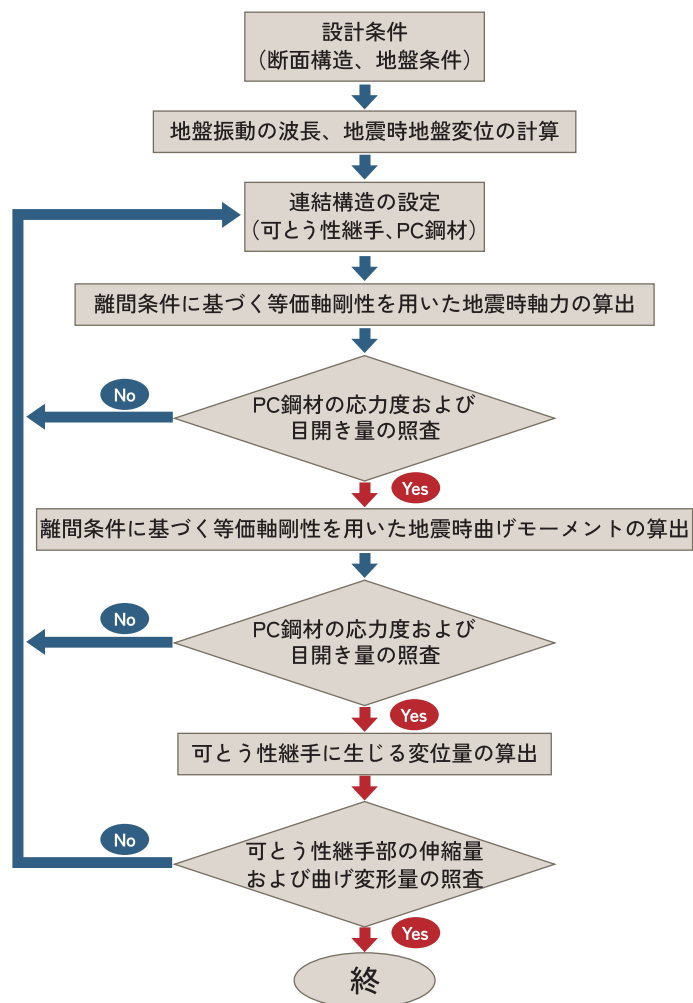 設計条件
（断面構造、地盤条件）
地盤振動の波長、地震時地盤変位の計算
連結構造の設定
（可とう性継手、PC鋼材）
離間条件に基づく等価軸剛性を用いた地震時軸力の算出
No
PC鋼材の応力度および
目開き量の照査
Yes
離間条件に基づく等価軸剛性を用いた地震時曲げモーメントの算出
No
PC鋼材の応力度および
目開き量の照査
Yes
可とう性継手に生じる変位量の算出
No
可とう性継手部の伸縮量
および曲げ変形量の照査
Yes
終